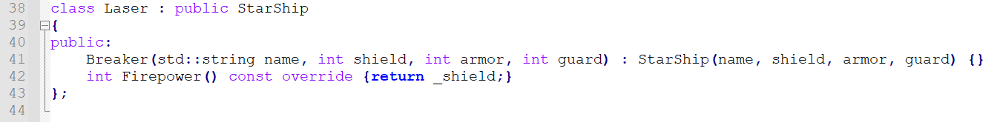 38 class Laser : public StarShip
39 {
40 public:
41     Breaker(std::string name, int shield, int armor, int guard) : StarShip(name, shield, armor, guard) {}
42     int Firepower() const override {return _shield;}
43 };
44